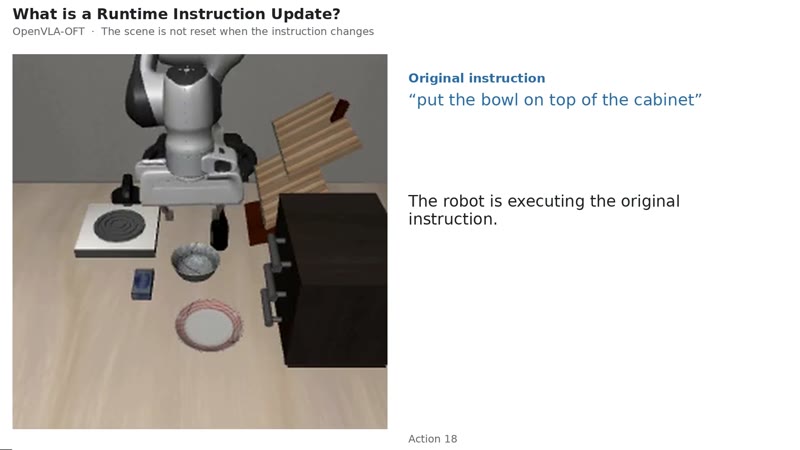 What is a Runtime Instruction Update?
OpenVLA-OFT · The scene is not reset when the instruction changes
Original instruction
“put the bowl on top of the cabinet”
The robot is executing the original
instruction.
Action 18